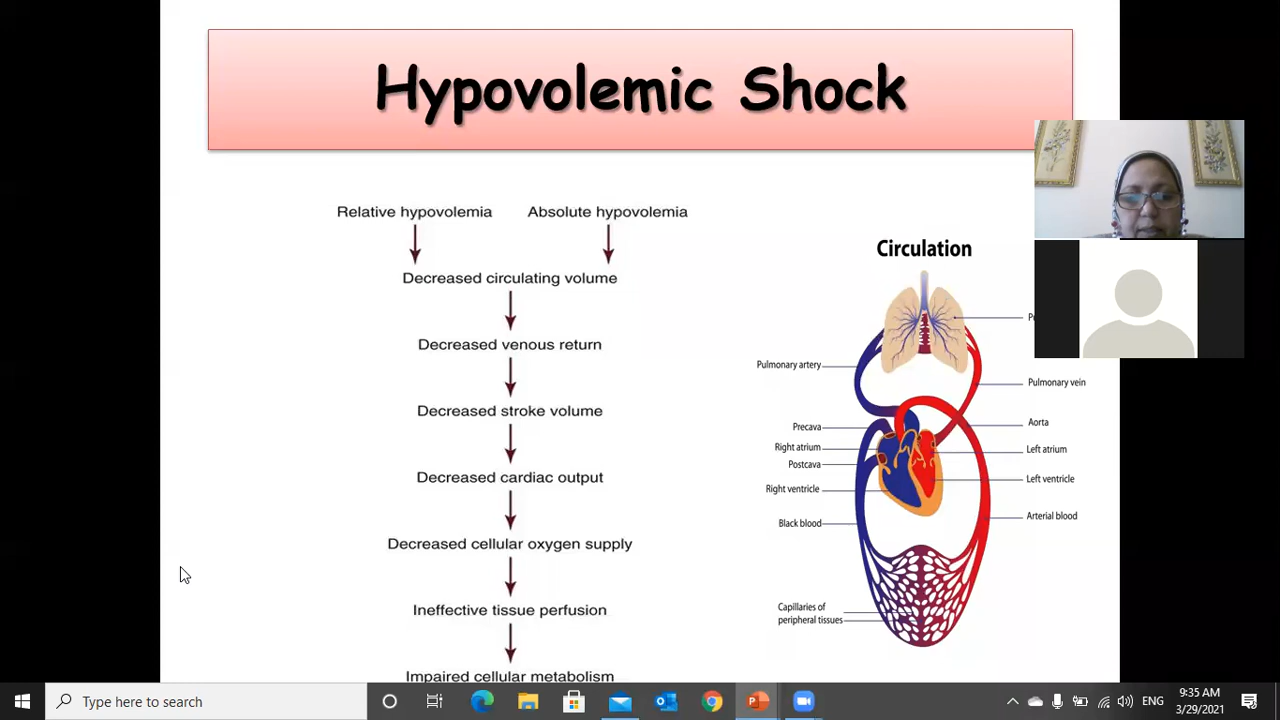 Hypovolemic Shock
Relative hypovolemia
Absolute hypovolemia
Decreased circulating volume
Decreased venous return
Decreased stroke volume
Decreased cardiac output
Decreased cellular oxygen supply
Ineffective tissue perfusion
Impaired cellular metabolism
Circulation
Pulmonary artery
Pulmonary vein
Precava
Aorta
Right atrium
Left atrium
Postcava
Left ventricle
Right ventricle
Arterial blood
Black blood
Capillaries of
peripheral tissues
Type here to search
ENG
9:35 AM
3/29/2021